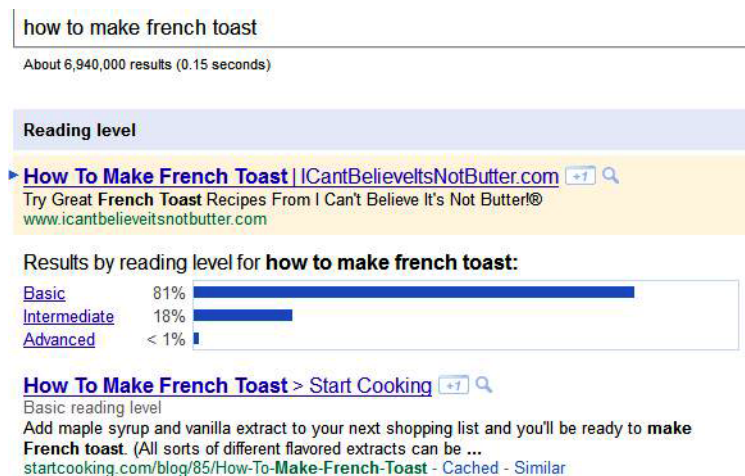 how to make french toast
About 6,940,000 results (0.15 seconds)
Reading level
How To Make French Toast | ICantBelieveItsNotButter.com +1
Try Great French Toast Recipes From I Can't Believe It's Not Butter!®
www.icantbelieveitsnotbutter.com
Results by reading level for how to make french toast:
Basic 81%
Intermediate 18%
Advanced < 1%
How To Make French Toast > Start Cooking +1
Basic reading level
Add maple syrup and vanilla extract to your next shopping list and you'll be ready to make
French toast. (All sorts of different flavored extracts can be ...
startcooking.com/blog/85/How-To-Make-French-Toast - Cached - Similar